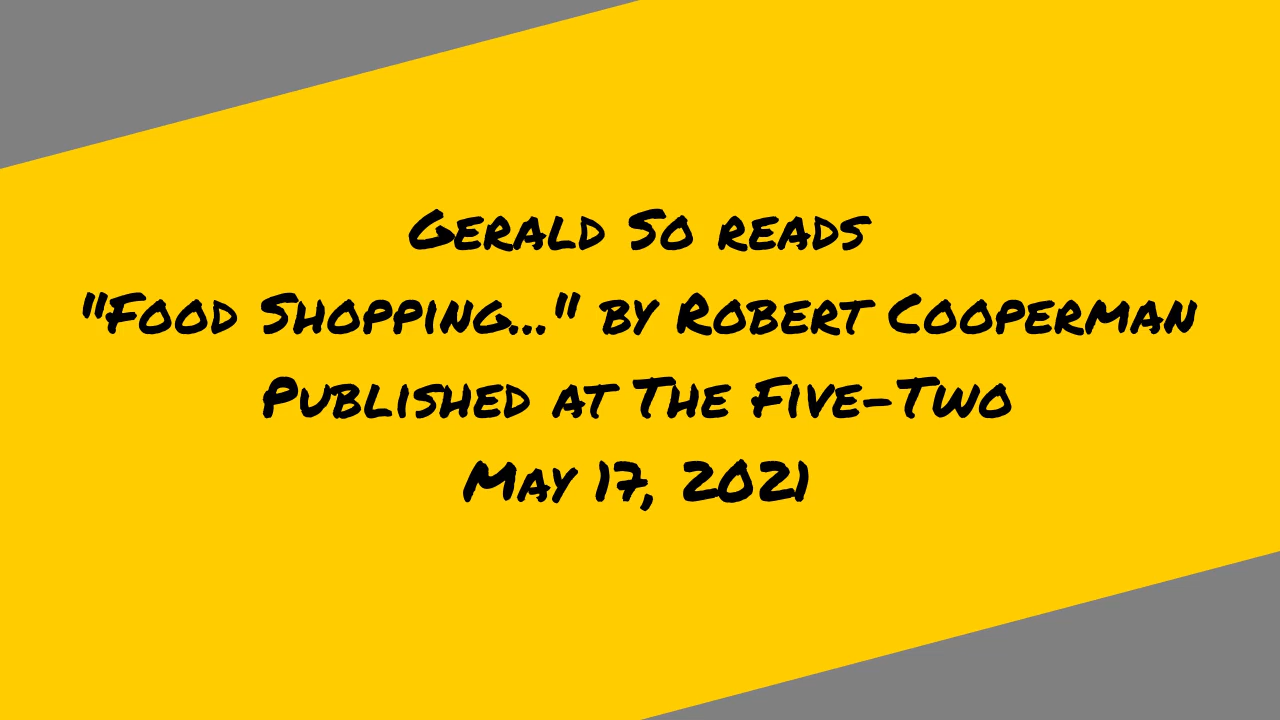 Gerald So reads
"Food Shopping..." by Robert Cooperman
Published at The Five-Two
May 17, 2021